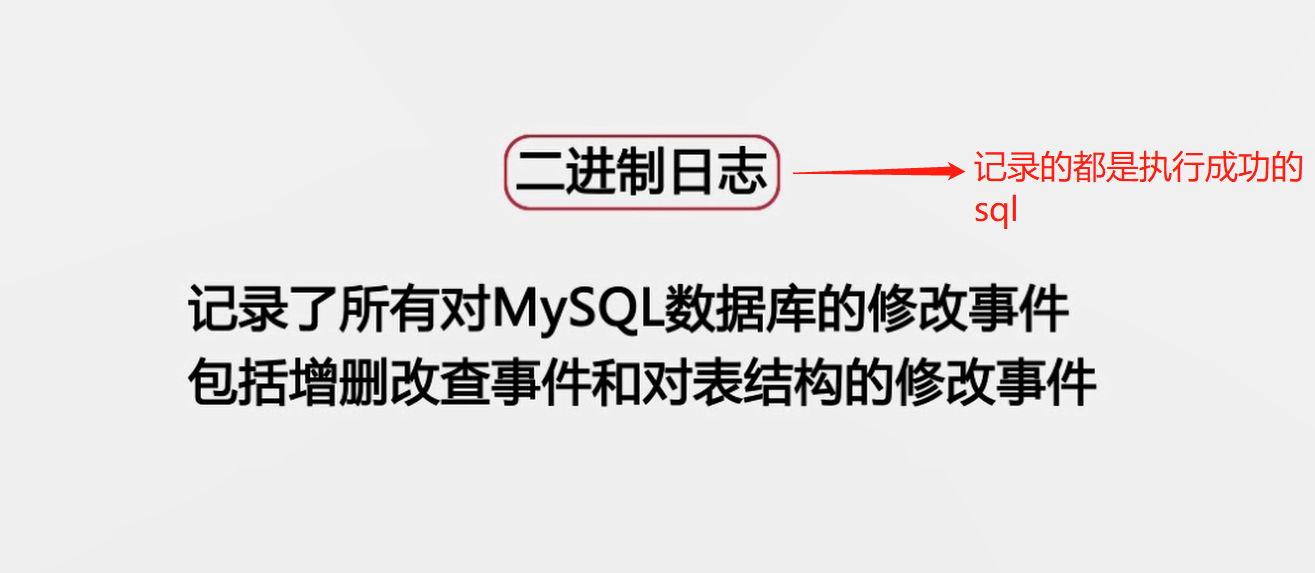 二进制日志
记录的都是执行成功的
sql
记录了所有对MySQL数据库的修改事件
包括增删改查事件和对表结构的修改事件